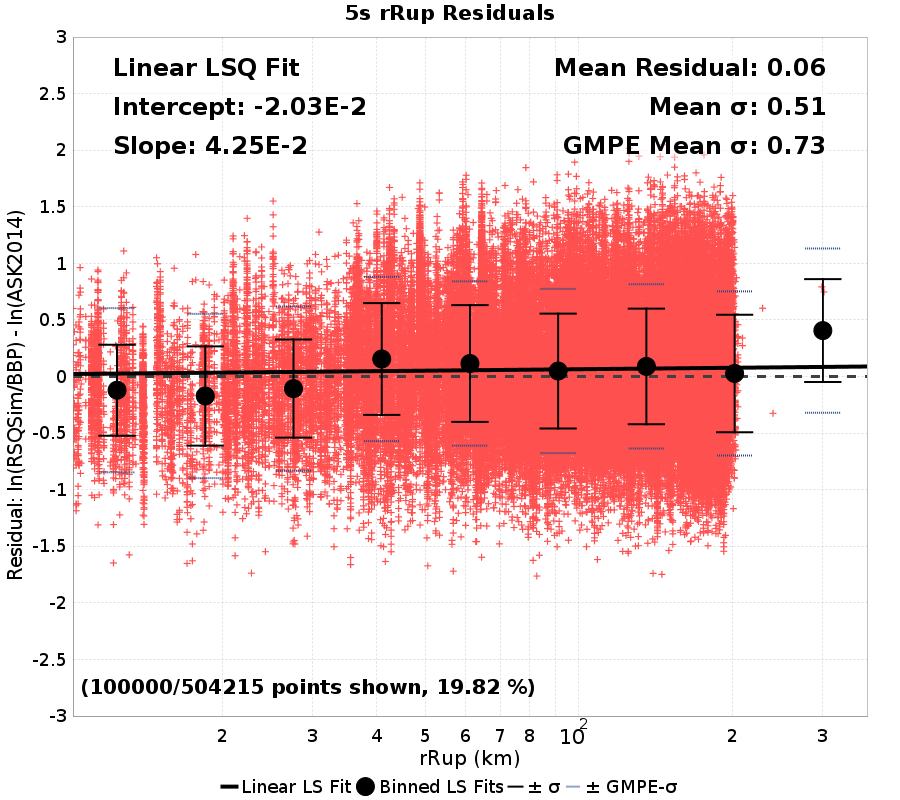 5s rRup Residuals
Linear LSQ Fit
Intercept: -2.03E-2
Slope: 4.25E-2
Mean Residual: 0.06
Mean σ: 0.51
GMPE Mean σ: 0.73
3
2.5
2
1.5
1
0.5
0
-0.5
-1
-1.5
-2
-2.5
-3
Residual: ln(RSQSim/BBP) - ln(ASK2014)
(100000/504215 points shown, 19.82 %)
2 3 4 5 6 7 8 10² 2 3
rRup (km)
Linear LS Fit Binned LS Fits ± σ ± GMPE-σ